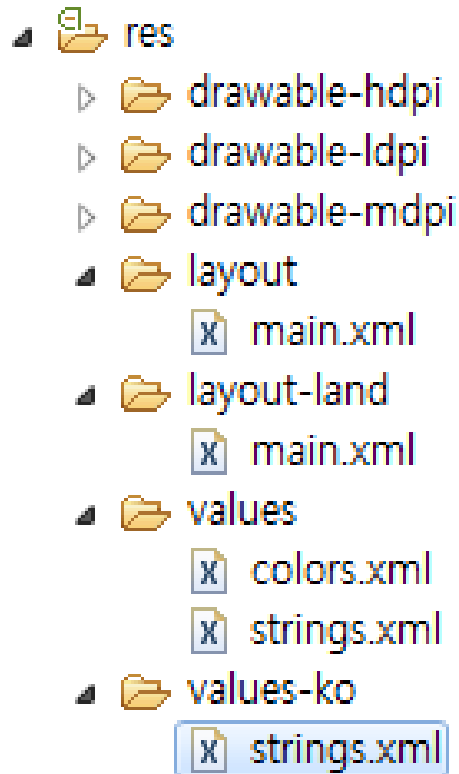 res
drawable-hdpi
drawable-ldpi
drawable-mdpi
layout
main.xml
layout-land
main.xml
values
colors.xml
strings.xml
values-ko
strings.xml